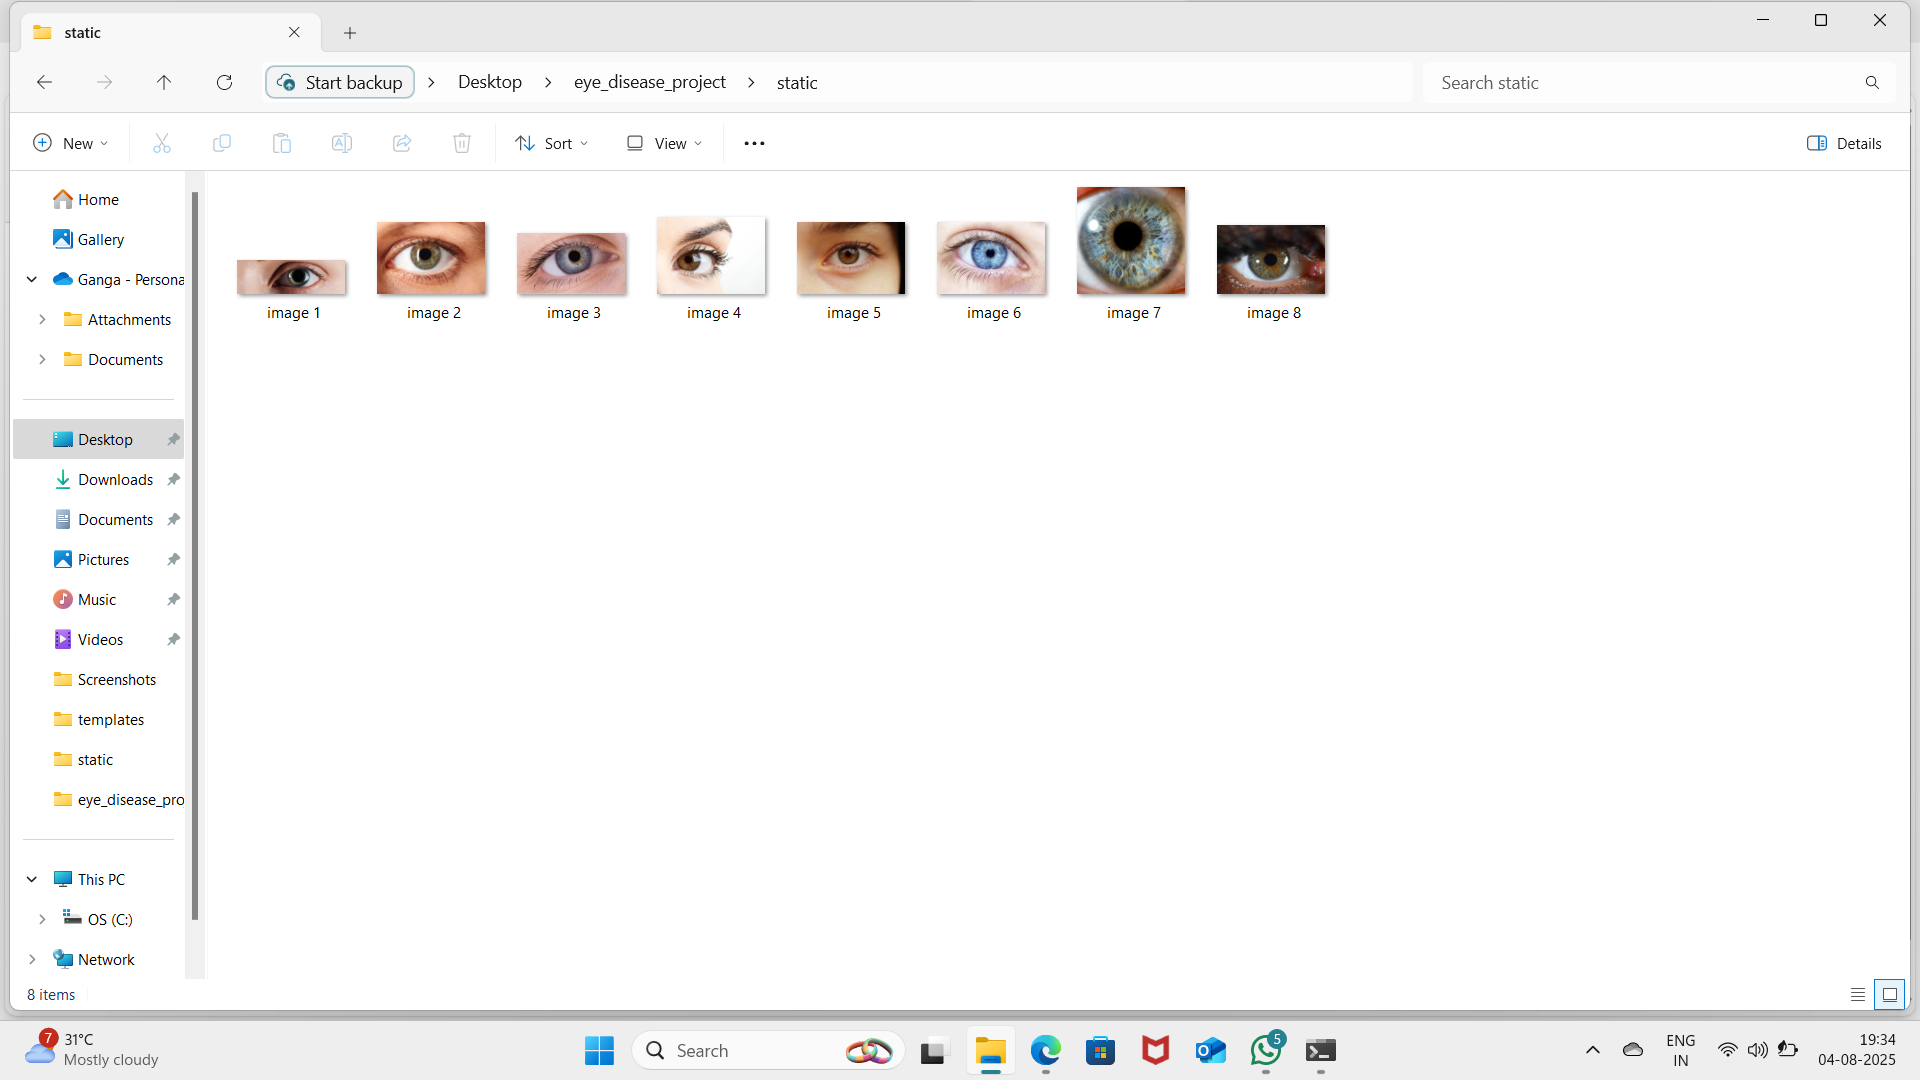 static
Start backup
Desktop
eye_disease_project
static
Search static
New
Sort
View
Details
Home
Gallery
Ganga - Persona
Attachments
Documents
Desktop
Downloads
Documents
Pictures
Music
Videos
Screenshots
templates
static
eye_disease_pro
This PC
OS (C:)
Network
image 1
image 2
image 3
image 4
image 5
image 6
image 7
image 8
8 items
7
31°C
Mostly cloudy
Search
5
ENG
IN
19:34
04-08-2025